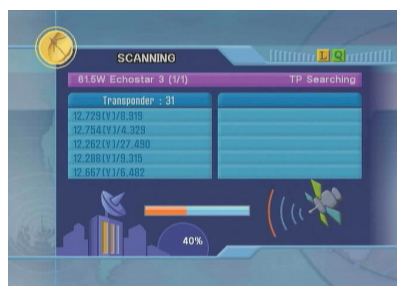 SCANNING
L Q
61.5W Echostar 3 (1/1) TP Searching
Transponder : 31
12.729(V)/8.919
12.754(V)/4.329
12.262(V)/27.490
12.288(V)/9.315
12.667(V)/6.482
40%